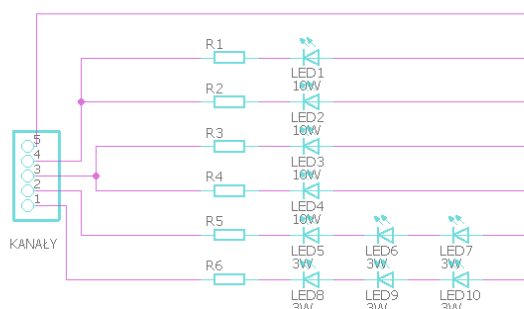 R1
LED1
10W
R2
LED2
10W
R3
LED3
10W
R4
LED4
10W
R5
LED5
3W
LED6
3W
LED7
3W
R6
LED8
3W
LED9
3W
LED10
3W
5
4
3
2
1
KANAŁY